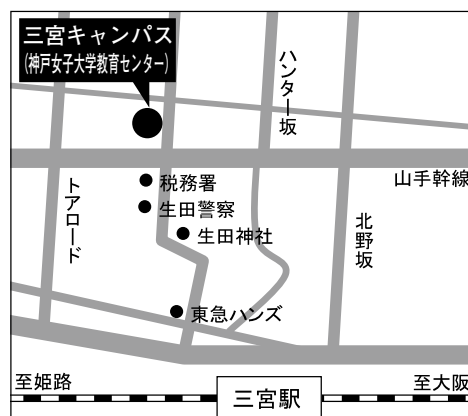 三宮キャンパス
(神戸女子大学教育センター)
ハンター坂
山手幹線
税務署
生田警察
生田神社
トアロード
北野坂
東急ハンズ
至姫路
至大阪
三宮駅